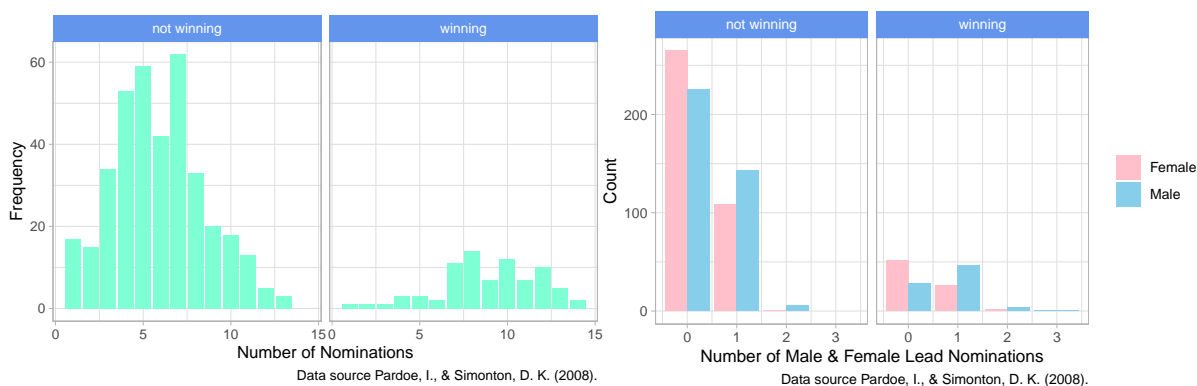 not winning
winning
Frequency
60
40
20
0
0
5
10
15
0
5
10
15
Number of Nominations
Data source Pardoe, I., & Simonton, D. K. (2008).
not winning
winning
Count
200
100
0
0
1
2
3
0
1
2
3
Number of Male & Female Lead Nominations
Data source Pardoe, I., & Simonton, D. K. (2008).
Female
Male